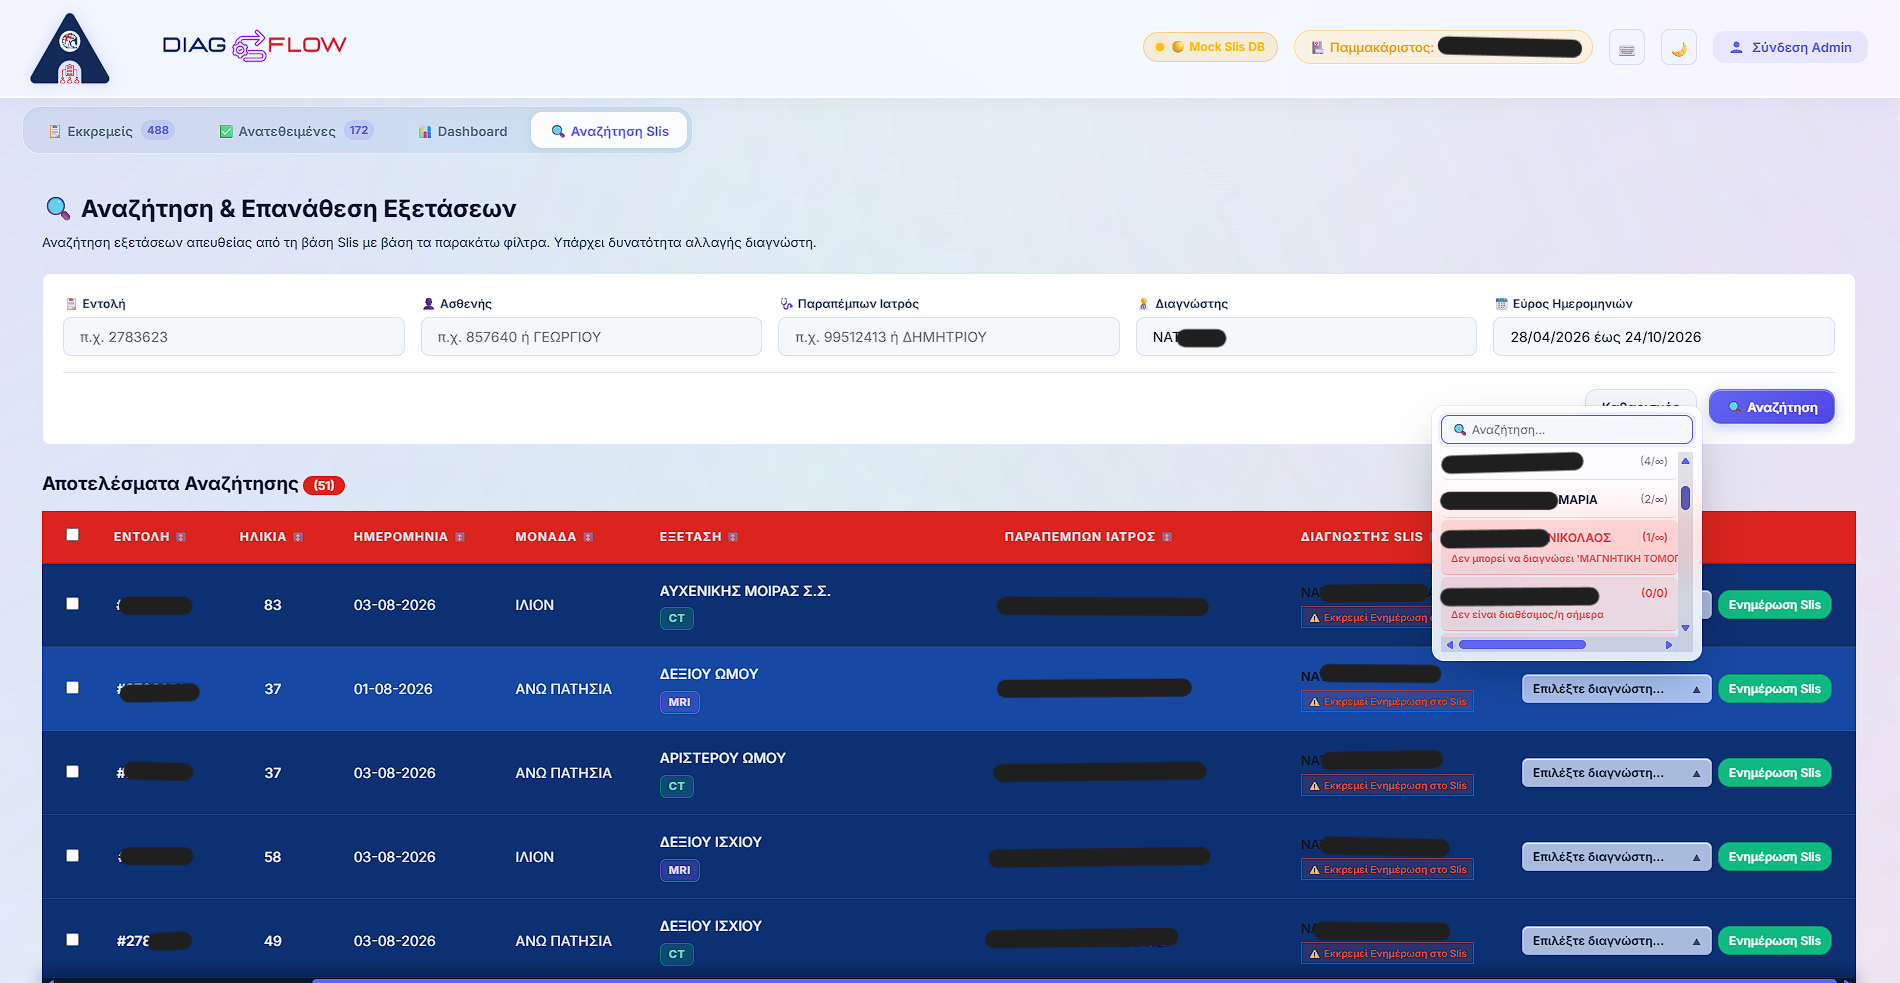 DIAG FLOW
Mock Slis DB
Παμμακάριστος:
Σύνδεση Admin
Εκκρεμείς 488
Ανατεθειμένες 172
Dashboard
Αναζήτηση Slis
Αναζήτηση & Επανάθεση Εξετάσεων
Αναζήτηση εξετάσεων απευθείας από τη βάση Slis με βάση τα παρακάτω φίλτρα. Υπάρχει δυνατότητα αλλαγής διαγνώστη.
Εντολή
Ασθενής
Παραπέμπων Ιατρός
Διαγνώστης
Εύρος Ημερομηνιών
π.χ. 2783623
π.χ. 857640 ή ΓΕΩΡΓΙΟΥ
π.χ. 99512413 ή ΔΗΜΗΤΡΙΟΥ
ΝΑΤ
28/04/2026 έως 24/10/2026
Αναζήτηση
Αναζήτηση...
(4/∞)
ΜΑΡΙΑ (2/∞)
ΝΙΚΟΛΑΟΣ (1/∞)
Δεν μπορεί να διαγνώσει 'ΜΑΓΝΗΤΙΚΗ ΤΟΜΟΓ
(0/0)
Δεν είναι διαθέσιμος/η σήμερα
Αποτελέσματα Αναζήτησης (51)
ΕΝΤΟΛΗ ΗΛΙΚΙΑ ΗΜΕΡΟΜΗΝΙΑ ΜΟΝΑΔΑ ΕΞΕΤΑΣΗ ΠΑΡΑΠΕΜΠΩΝ ΙΑΤΡΟΣ ΔΙΑΓΝΩΣΤΗΣ SLIS
83 03-08-2026 ΙΛΙΟΝ ΑΥΧΕΝΙΚΗΣ ΜΟΙΡΑΣ Σ.Σ. ΝΑ Ενημέρωση Slis
CT Εκκρεμεί Ενημέρωση
37 01-08-2026 ΑΝΩ ΠΑΤΗΣΙΑ ΔΕΞΙΟΥ ΩΜΟΥ ΝΑ Επιλέξτε διαγνώστη... Ενημέρωση Slis
MRI Εκκρεμεί Ενημέρωση στο Slis
# 37 03-08-2026 ΑΝΩ ΠΑΤΗΣΙΑ ΑΡΙΣΤΕΡΟΥ ΩΜΟΥ ΝΑΤ Επιλέξτε διαγνώστη... Ενημέρωση Slis
CT Εκκρεμεί Ενημέρωση στο Slis
58 03-08-2026 ΙΛΙΟΝ ΔΕΞΙΟΥ ΙΣΧΙΟΥ ΝΑΤ Επιλέξτε διαγνώστη... Ενημέρωση Slis
MRI Εκκρεμεί Ενημέρωση στο Slis
#278 49 03-08-2026 ΑΝΩ ΠΑΤΗΣΙΑ ΔΕΞΙΟΥ ΙΣΧΙΟΥ ΝΑ Επιλέξτε διαγνώστη... Ενημέρωση Slis
CT Εκκρεμεί Ενημέρωση στο Slis